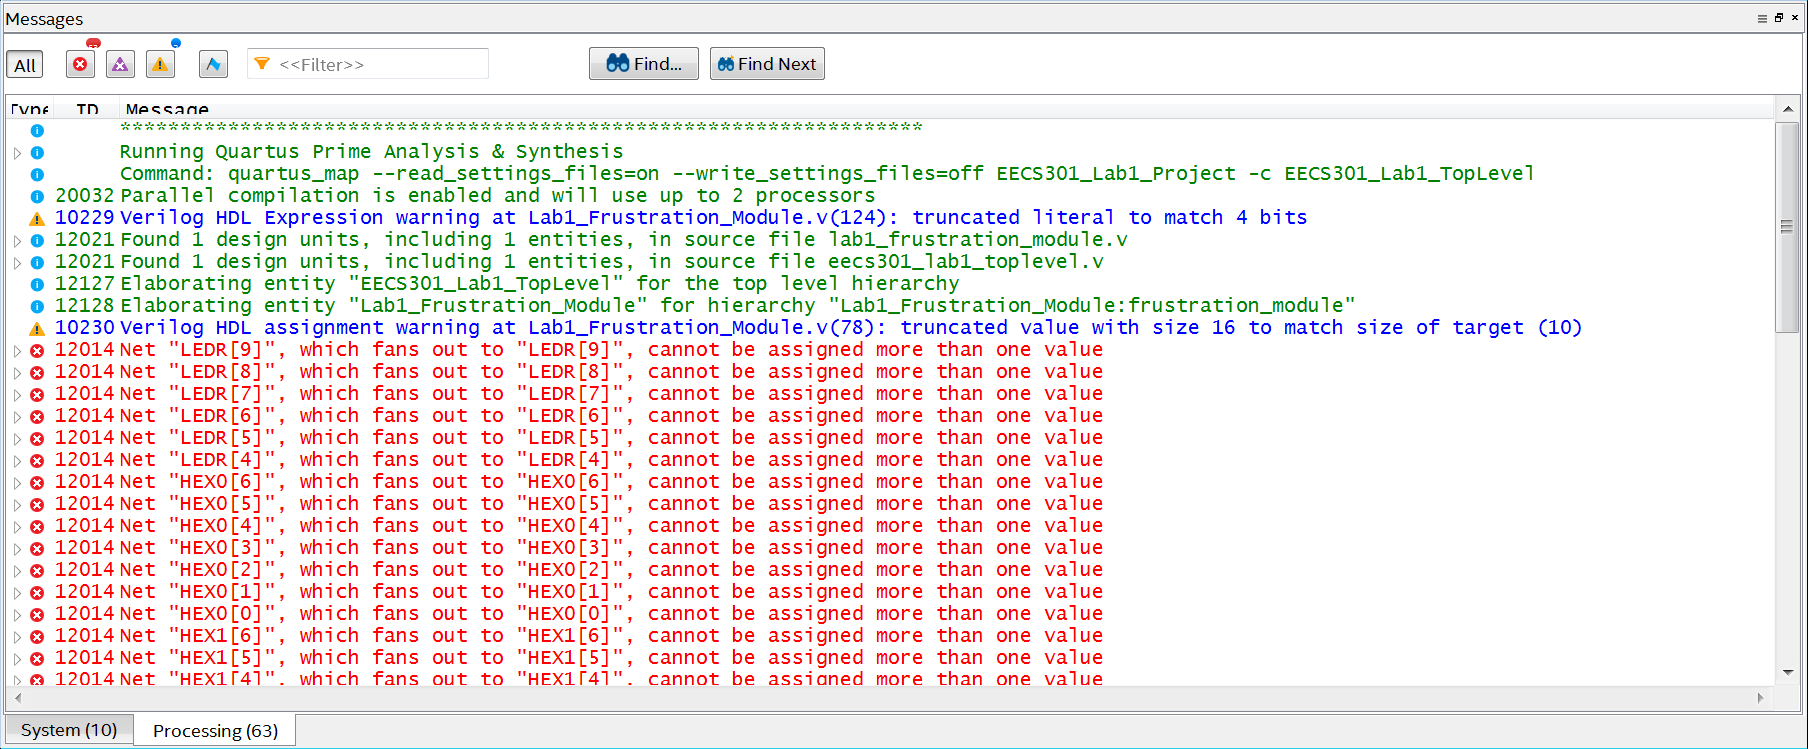 Messages
All
<<Filter>>
Find...
Find Next
Type ID Message
*******************************************************************
Running Quartus Prime Analysis & Synthesis
Command: quartus_map --read_settings_files=on --write_settings_files=off EECS301_Lab1_Project -c EECS301_Lab1_TopLevel
20032 Parallel compilation is enabled and will use up to 2 processors
10229 Verilog HDL Expression warning at Lab1_Frustration_Module.v(124): truncated literal to match 4 bits
12021 Found 1 design units, including 1 entities, in source file lab1_frustration_module.v
12021 Found 1 design units, including 1 entities, in source file eecs301_lab1_toplevel.v
12127 Elaborating entity "EECS301_Lab1_TopLevel" for the top level hierarchy
12128 Elaborating entity "Lab1_Frustration_Module" for hierarchy "Lab1_Frustration_Module:frustration_module"
10230 Verilog HDL assignment warning at Lab1_Frustration_Module.v(78): truncated value with size 16 to match size of target (10)
12014 Net "LEDR[9]", which fans out to "LEDR[9]", cannot be assigned more than one value
12014 Net "LEDR[8]", which fans out to "LEDR[8]", cannot be assigned more than one value
12014 Net "LEDR[7]", which fans out to "LEDR[7]", cannot be assigned more than one value
12014 Net "LEDR[6]", which fans out to "LEDR[6]", cannot be assigned more than one value
12014 Net "LEDR[5]", which fans out to "LEDR[5]", cannot be assigned more than one value
12014 Net "LEDR[4]", which fans out to "LEDR[4]", cannot be assigned more than one value
12014 Net "HEX0[6]", which fans out to "HEX0[6]", cannot be assigned more than one value
12014 Net "HEX0[5]", which fans out to "HEX0[5]", cannot be assigned more than one value
12014 Net "HEX0[4]", which fans out to "HEX0[4]", cannot be assigned more than one value
12014 Net "HEX0[3]", which fans out to "HEX0[3]", cannot be assigned more than one value
12014 Net "HEX0[2]", which fans out to "HEX0[2]", cannot be assigned more than one value
12014 Net "HEX0[1]", which fans out to "HEX0[1]", cannot be assigned more than one value
12014 Net "HEX0[0]", which fans out to "HEX0[0]", cannot be assigned more than one value
12014 Net "HEX1[6]", which fans out to "HEX1[6]", cannot be assigned more than one value
12014 Net "HEX1[5]", which fans out to "HEX1[5]", cannot be assigned more than one value
12014 Net "HEX1[4]", which fans out to "HEX1[4]", cannot be assigned more than one value
System (10)
Processing (63)